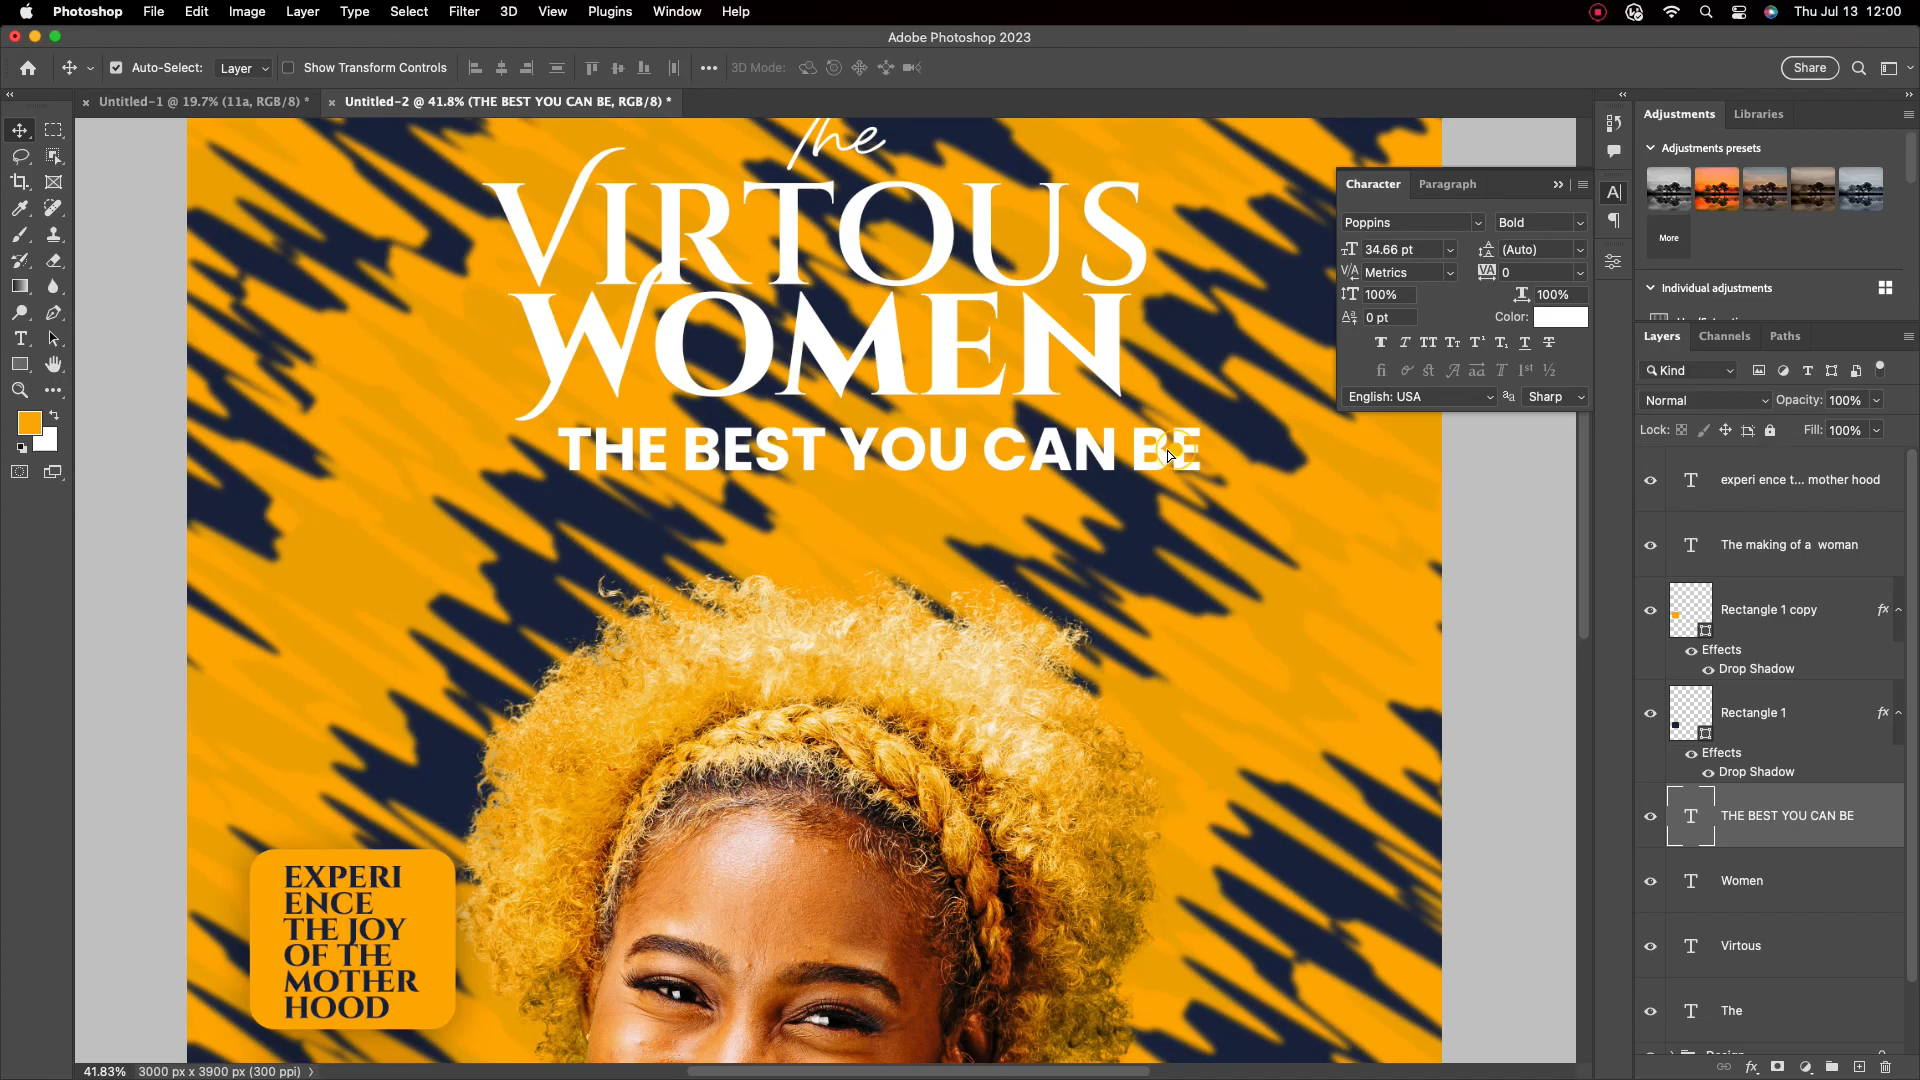 Photoshop File Edit Image Layer Type Select Filter 3D View Plugins Window Help Thu Jul 13 12:00
Adobe Photoshop 2023
Auto-Select: Layer Show Transform Controls 3D Mode: Share
Untitled-1 @ 19.7% (11a, RGB/8) * Untitled-2 @ 41.8% (THE BEST YOU CAN BE, RGB/8) *
The
VIRTOUS
WOMEN
THE BEST YOU CAN BE
EXPERI
ENCE
THE JOY
OF THE
MOTHER
HOOD
Character Paragraph
Poppins Bold
34.66 pt (Auto)
Metrics 0
100% 100%
0 pt Color:
English: USA Sharp
Adjustments Libraries
Adjustments presets
More
Individual adjustments
Layers Channels Paths
Kind
Normal Opacity: 100%
Lock: Fill: 100%
experi ence t... mother hood
The making of a woman
Rectangle 1 copy fx
Effects
Drop Shadow
Rectangle 1 fx
Effects
Drop Shadow
THE BEST YOU CAN BE
Women
Virtous
The
41.83% 3000 px x 3900 px (300 ppi)